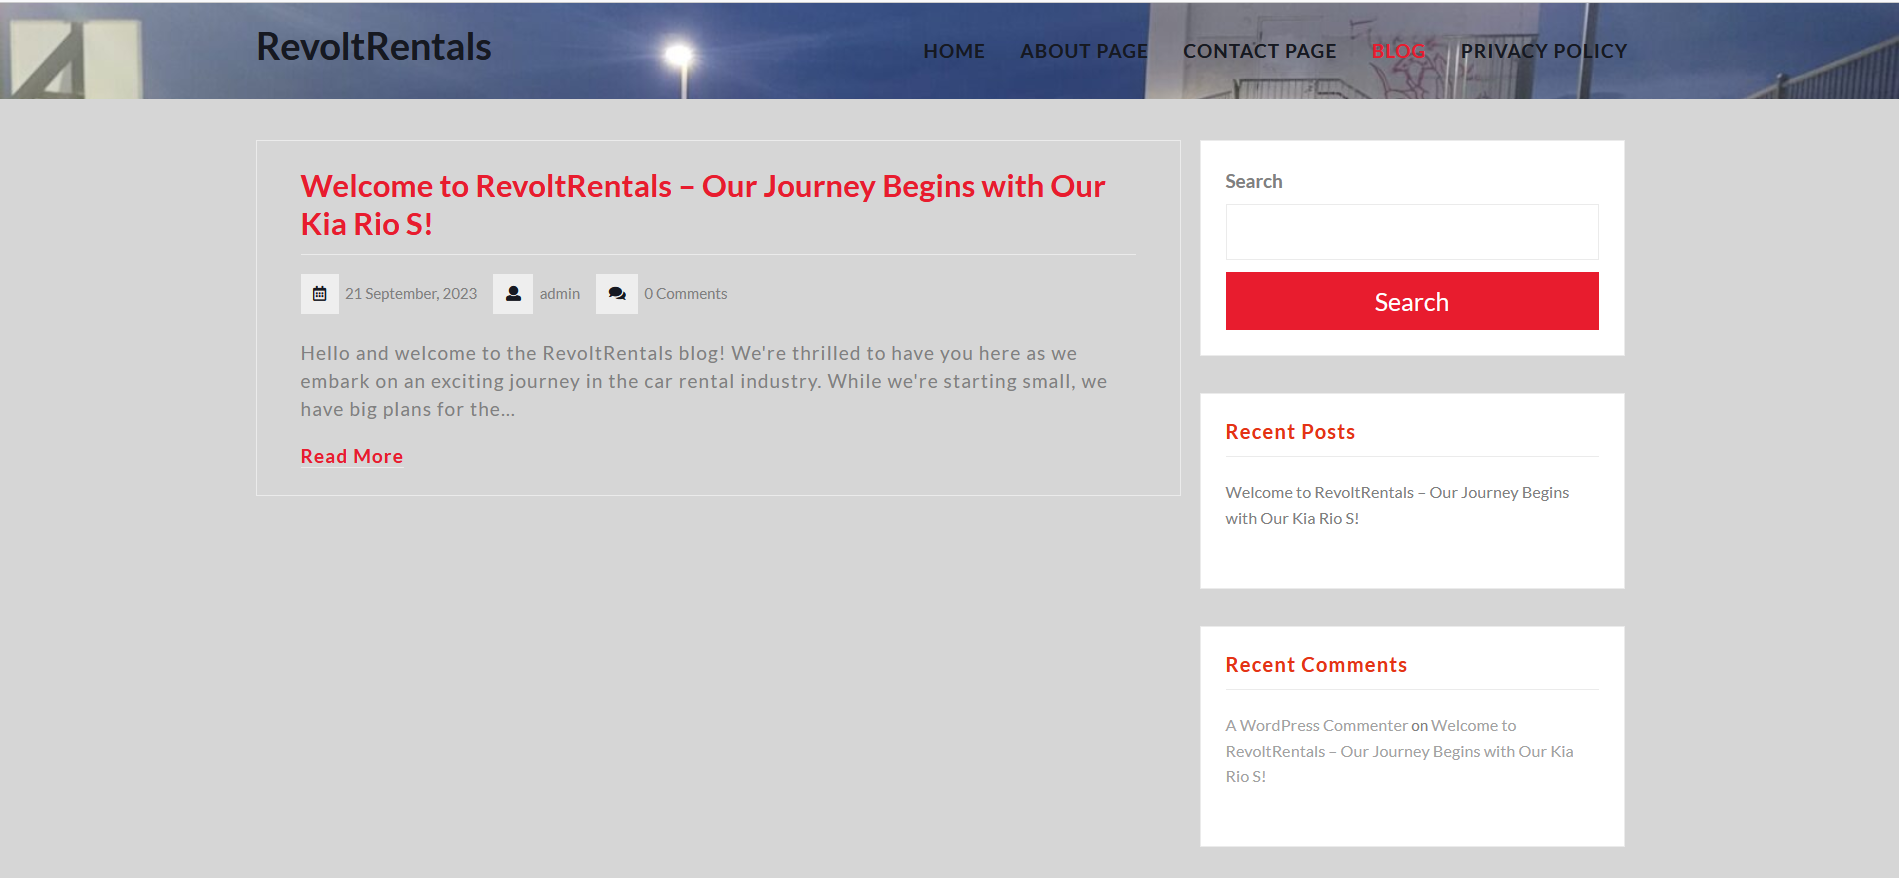 RevoltRentals
HOME ABOUT PAGE CONTACT PAGE BLOG PRIVACY POLICY
Welcome to RevoltRentals – Our Journey Begins with Our
Kia Rio S!
21 September, 2023 admin 0 Comments
Hello and welcome to the RevoltRentals blog! We're thrilled to have you here as we
embark on an exciting journey in the car rental industry. While we're starting small, we
have big plans for the…
Read More
Search
Search
Recent Posts
Welcome to RevoltRentals – Our Journey Begins
with Our Kia Rio S!
Recent Comments
A WordPress Commenter on Welcome to
RevoltRentals – Our Journey Begins with Our Kia
Rio S!